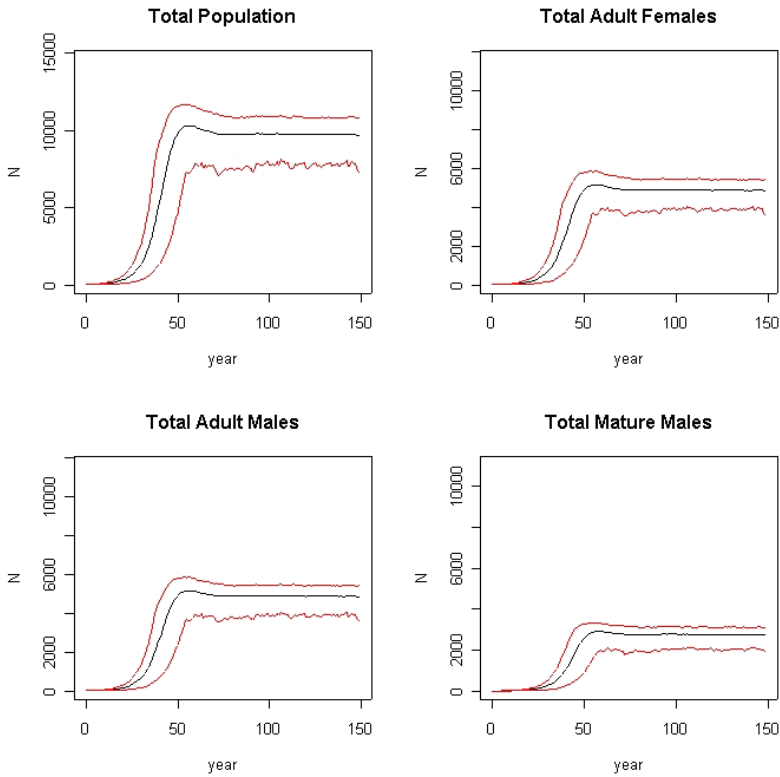 Total Population
N
15000
10000
5000
0
0 50 100 150
year
Total Adult Females
N
10000
6000
2000
0
0 50 100 150
year
Total Adult Males
N
10000
6000
2000
0
0 50 100 150
year
Total Mature Males
N
10000
6000
2000
0
0 50 100 150
year